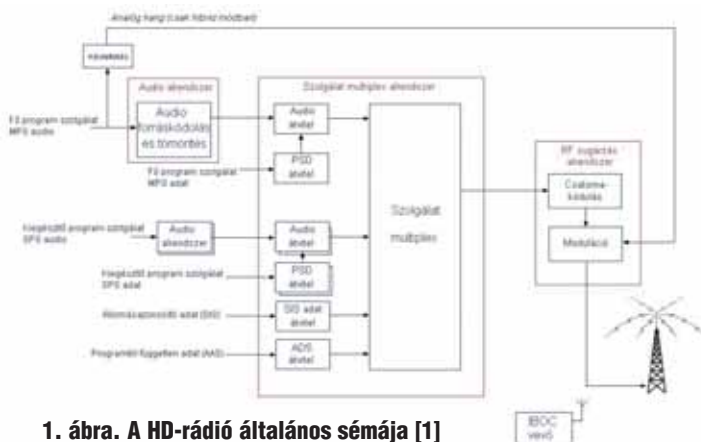 Analóg hang (csak hibrid módban)
Késleltetés
Audio alrendszer
Szolgálat multiplex alrendszer
Fő program szolgálat
MPS audio
Audio
forráskódolás
és tömörítés
Audio
átvitel
Fő program szolgálat
MPS adat
PSD
átvitel
RF sugárzás
alrendszer
Csatorna-
kódolás
Szolgálat
multiplex
Moduláció
Kiegészítő program szolgálat
SPS audio
Audio
alrendszer
Audio
átvitel
Kiegészítő program szolgálat
SPS adat
PSD
átvitel
Állomásazonosító adat (SIS)
SIS adat
átvitel
Programtól független adat (AAS)
ADS
átvitel
IBOC
vevő
1. ábra. A HD-rádió általános sémája [1]